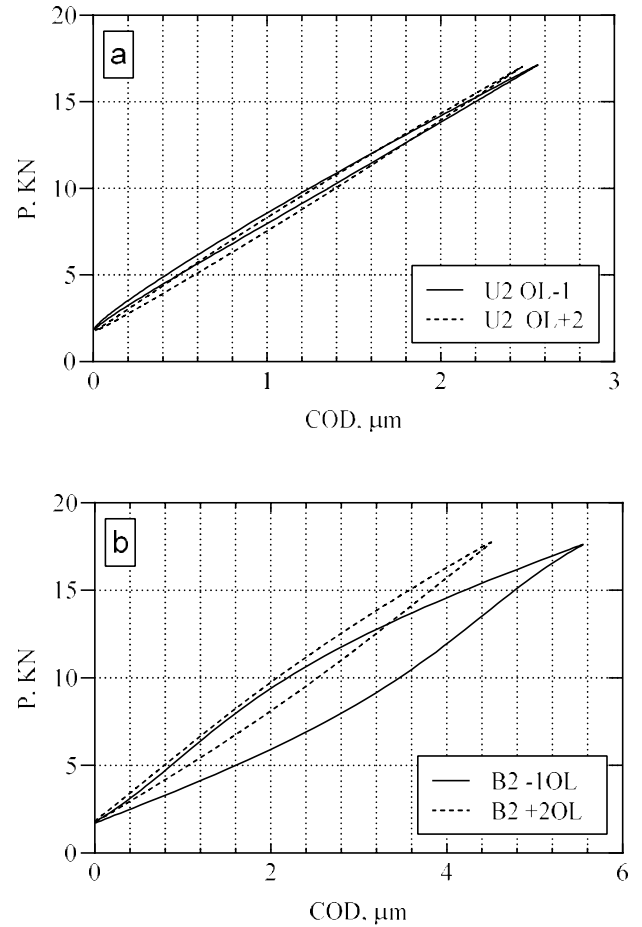 a
20
15
10
5
0
P. KN
0 1 2 3
COD. μm
U2 OL-1
U2 OL+2
b
20
15
10
5
0
P. KN
0 2 4 6
COD. μm
B2 -1OL
B2 +2OL